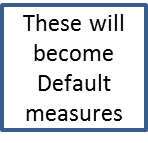 These will
become
Default
measures